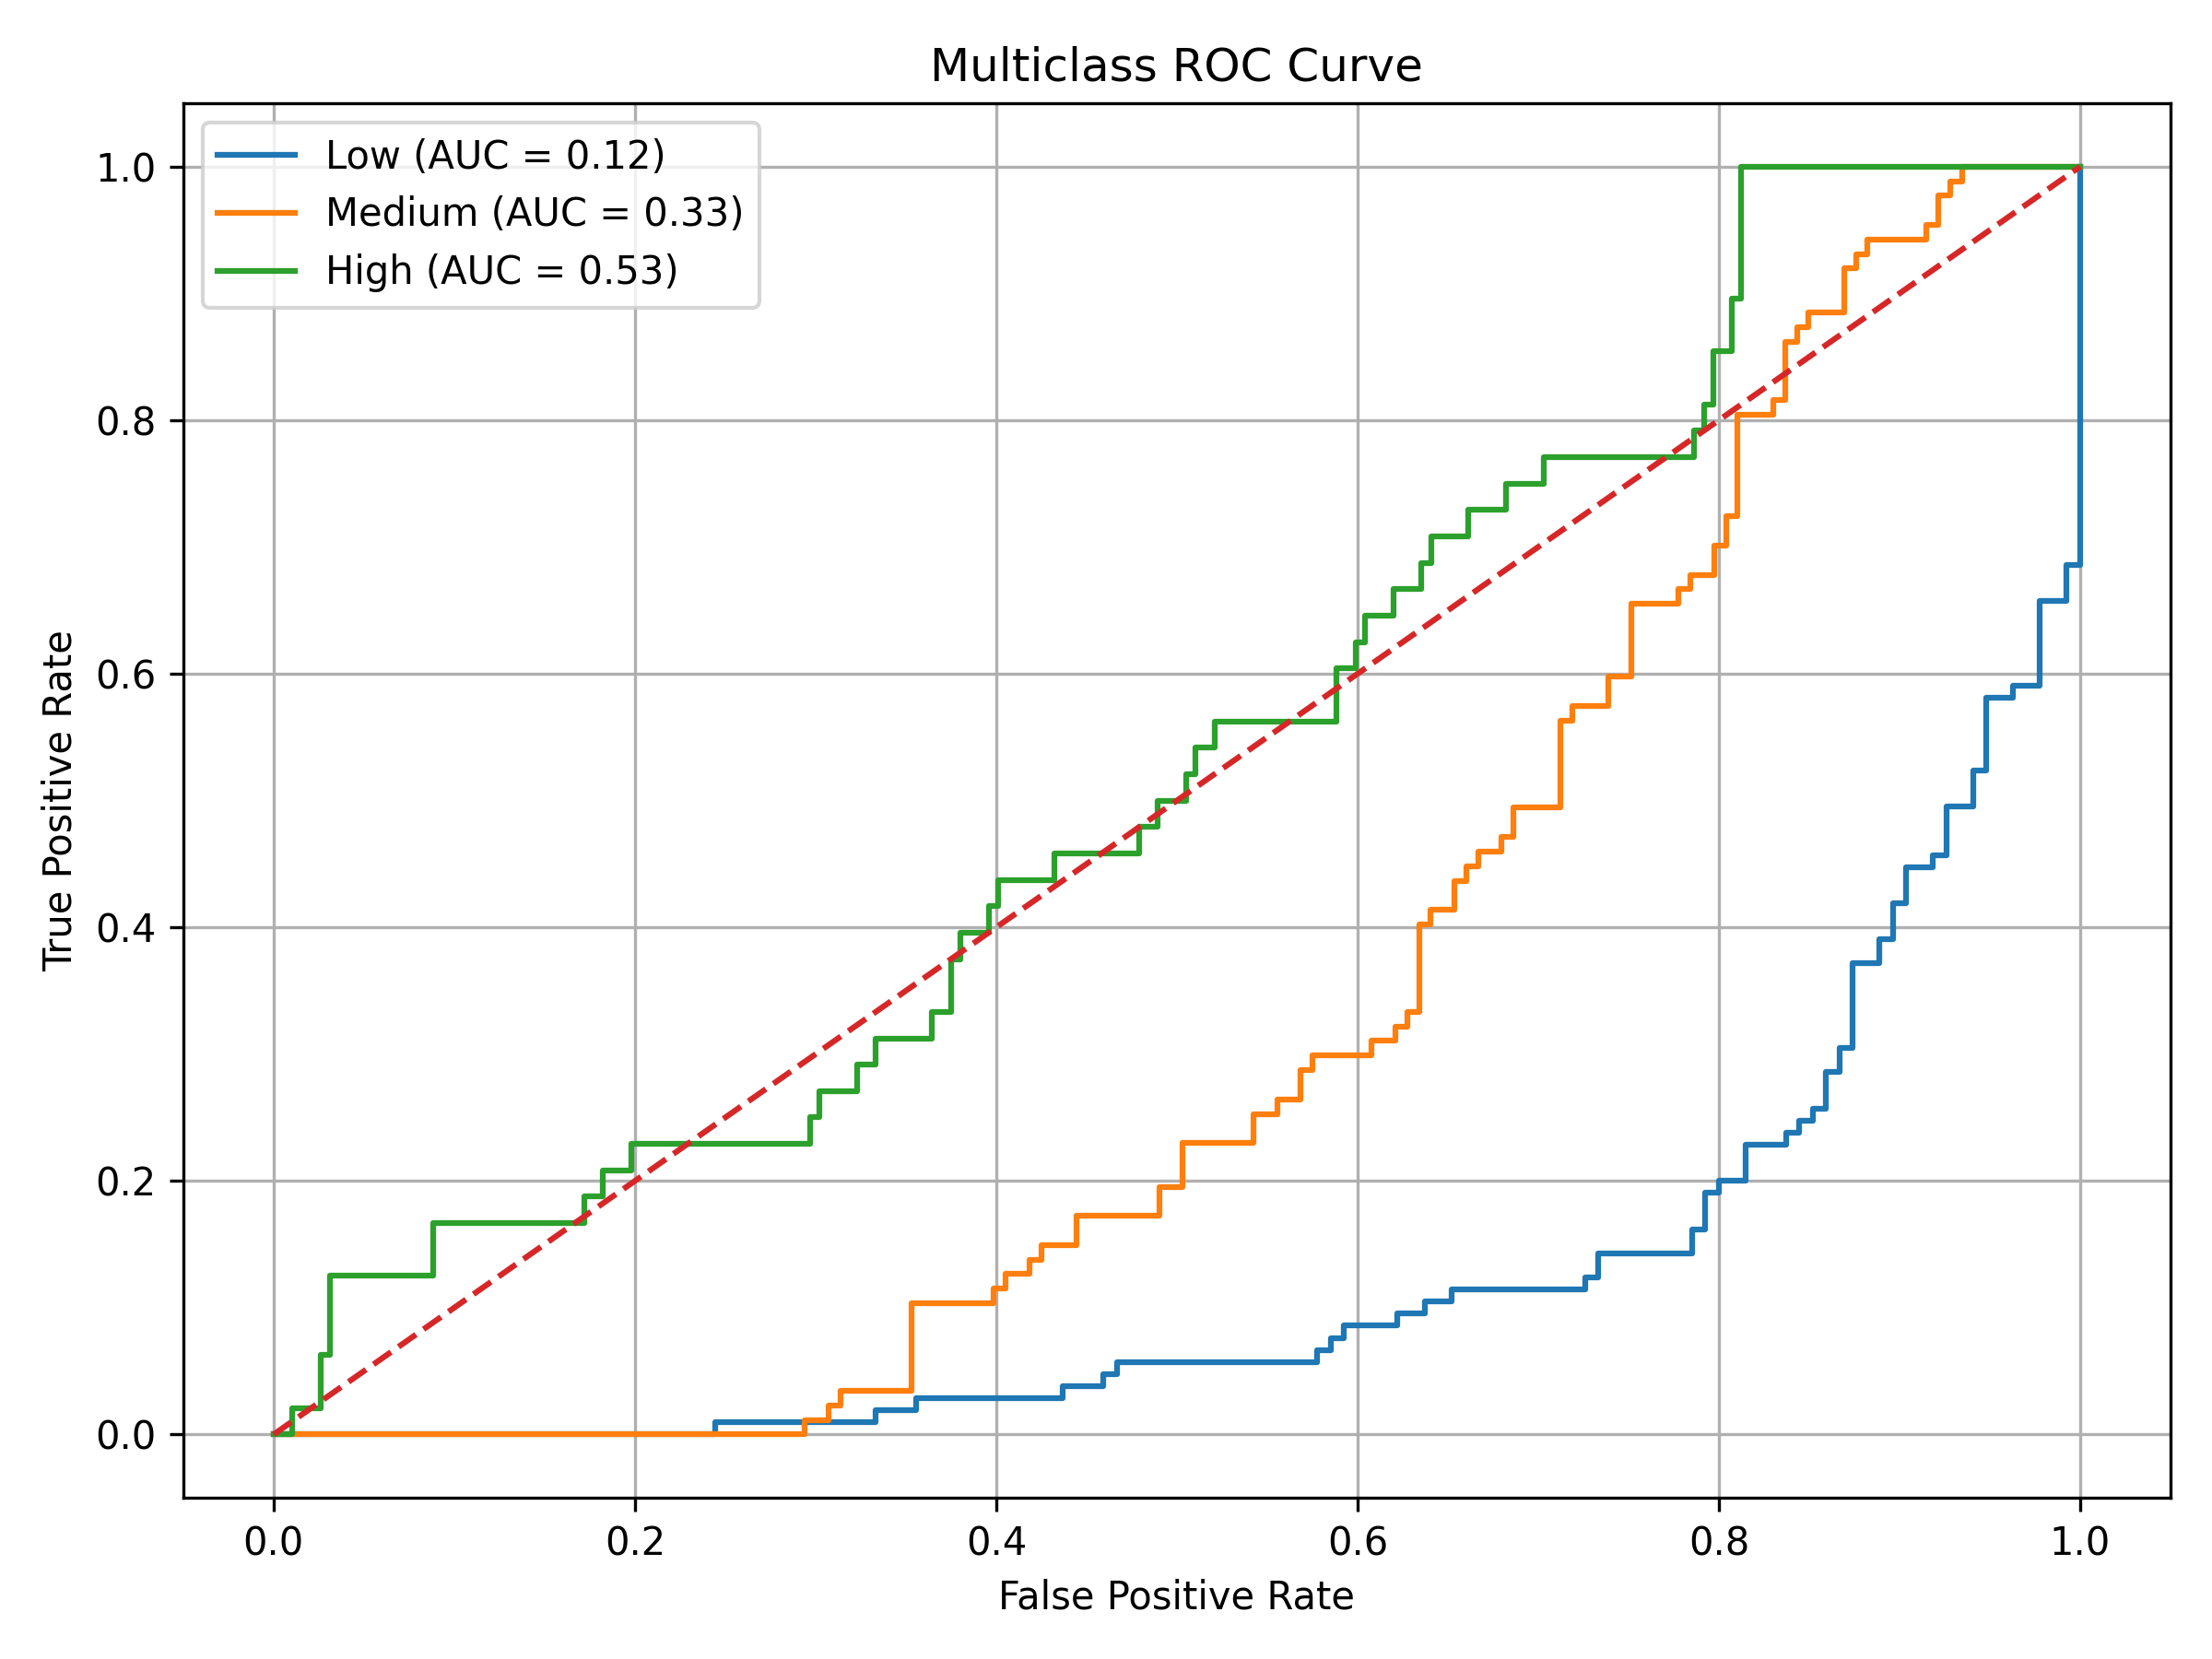 Multiclass ROC Curve
Low (AUC = 0.12)
Medium (AUC = 0.33)
High (AUC = 0.53)
True Positive Rate
1.0
0.8
0.6
0.4
0.2
0.0
0.0 0.2 0.4 0.6 0.8 1.0
False Positive Rate